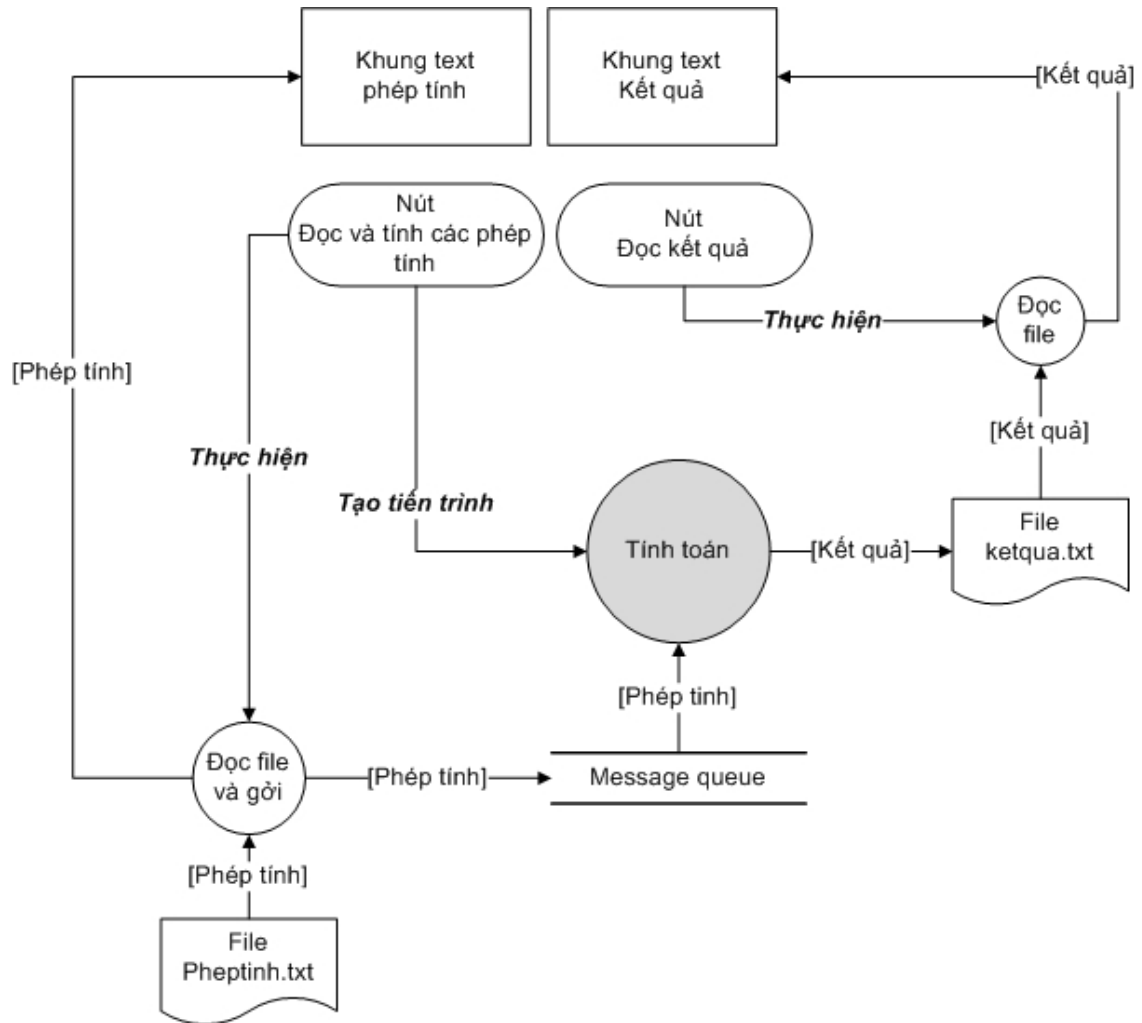 Khung text
phép tính
Khung text
Kết quả
[Kết quả]
Nút
Đọc và tính các phép
tính
Nút
Đọc kết quả
Thực hiện
Đọc
file
[Phép tính]
[Kết quả]
Thực hiện
Tạo tiến trình
Tính toán
[Kết quả]
File
ketqua.txt
[Phép tinh]
Đọc file
và gởi
[Phép tính]
Message queue
[Phép tính]
File
Pheptinh.txt